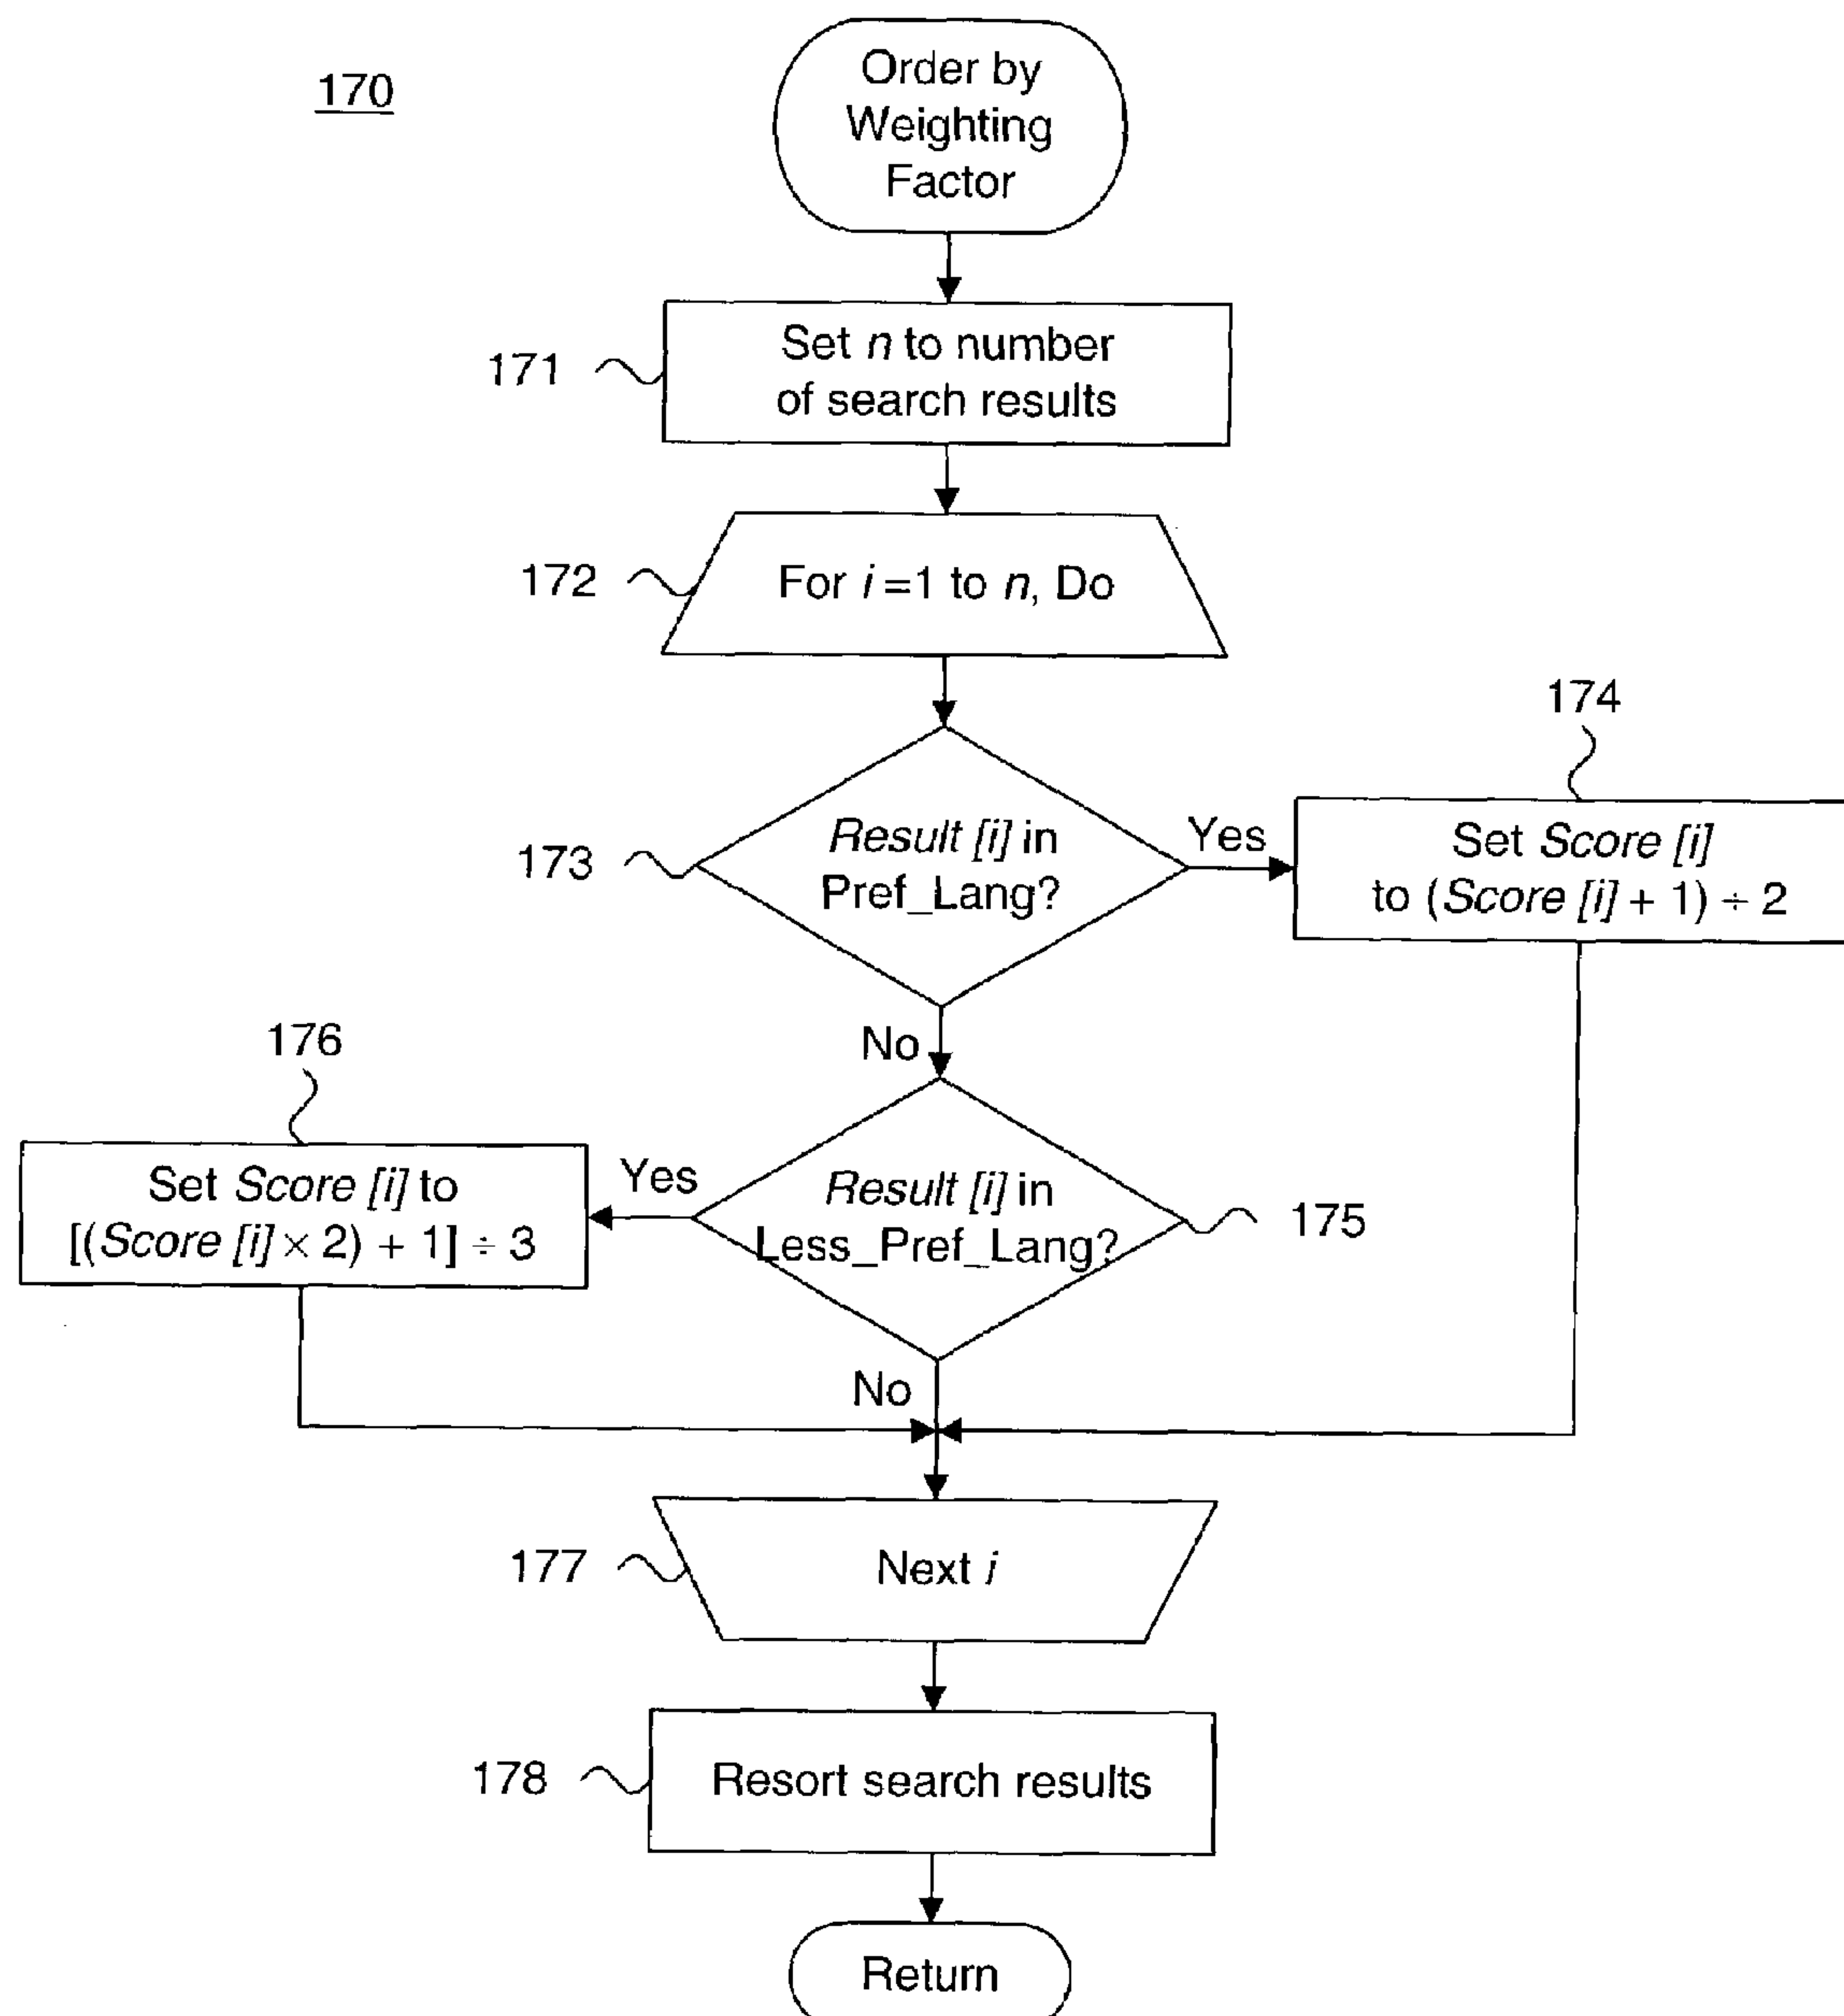 170
Order by
Weighting
Factor
171
Set n to number
of search results
172
For i =1 to n, Do
174
173
Result [i] in
Pref_Lang?
Yes
Set Score [i]
to (Score [i] + 1) ÷ 2
No
176
Set Score [i] to
[(Score [i] × 2) + 1] ÷ 3
Yes
Result [i] in
Less_Pref_Lang?
175
No
177
Next i
178
Resort search results
Return